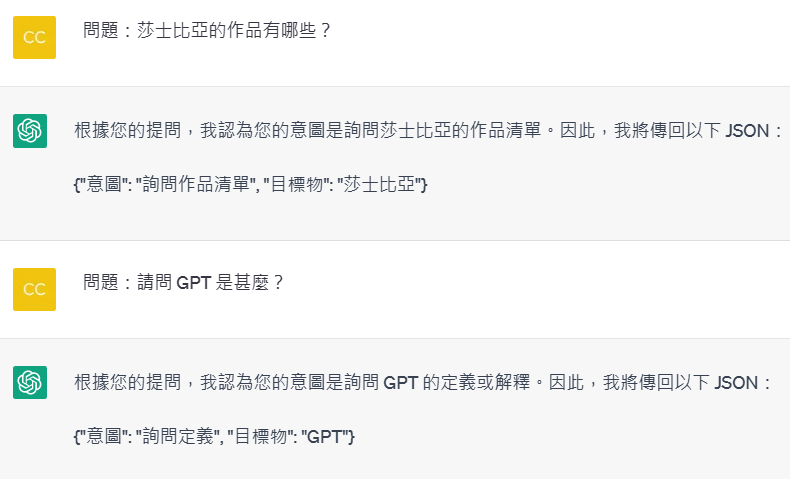 CC
問題：莎士比亞的作品有哪些？
根據您的提問，我認為您的意圖是詢問莎士比亞的作品清單。因此，我將傳回以下 JSON：
{"意圖": "詢問作品清單", "目標物": "莎士比亞"}
CC
問題：請問 GPT 是甚麼？
根據您的提問，我認為您的意圖是詢問 GPT 的定義或解釋。因此，我將傳回以下 JSON：
{"意圖": "詢問定義", "目標物": "GPT"}